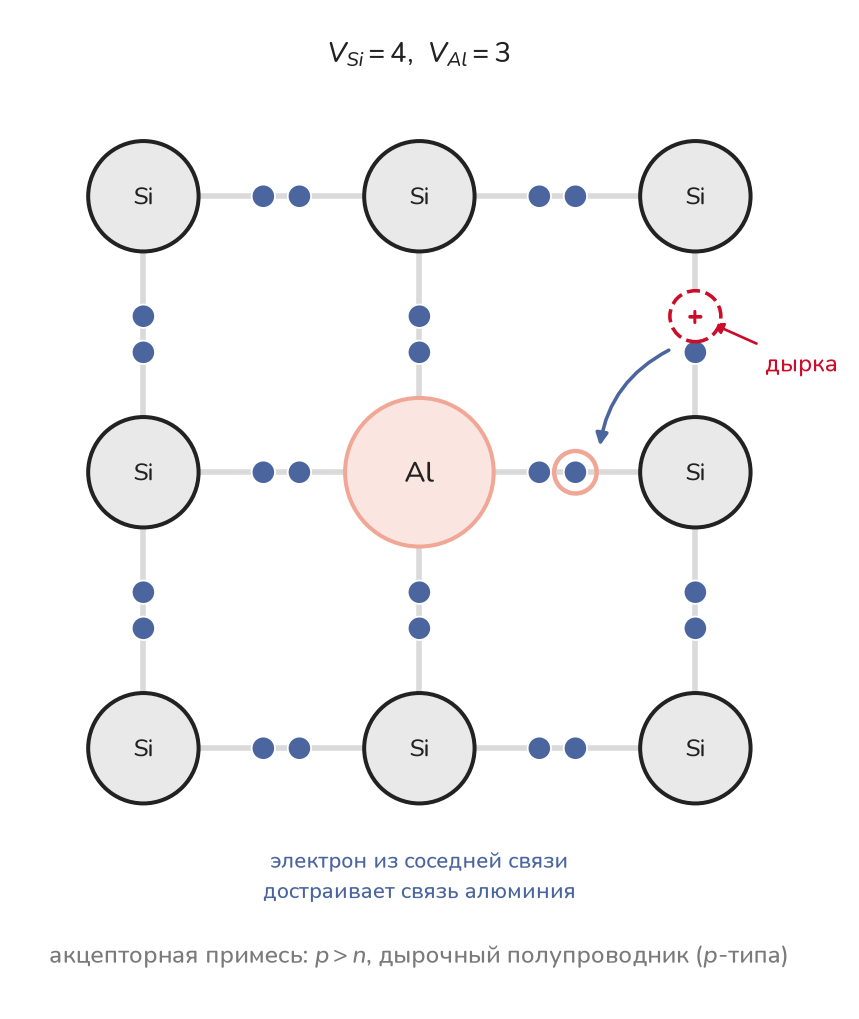 V_Si = 4, V_Al = 3
Si Si Si
+
дырка
Si Al Si
Si Si Si
электрон из соседней связи
достраивает связь алюминия
акцепторная примесь: p > n, дырочный полупроводник (p-типа)